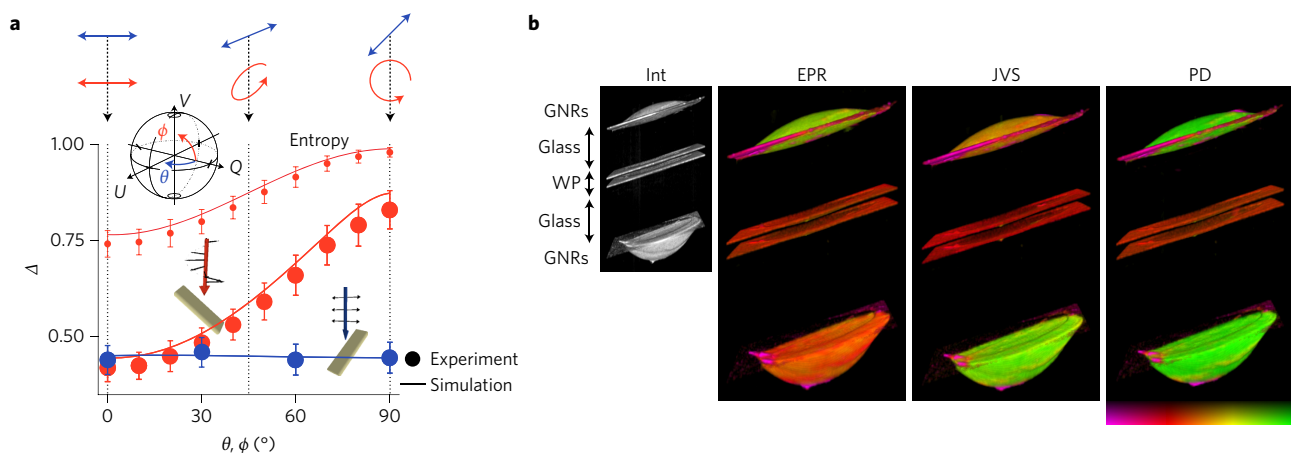 a
V
ϕ
Q
θ
U
Entropy
1.00
0.75
0.50
Δ
0
30
60
90
θ, ϕ (°)
Experiment
Simulation
b
Int
EPR
JVS
PD
GNRs
Glass
WP
Glass
GNRs